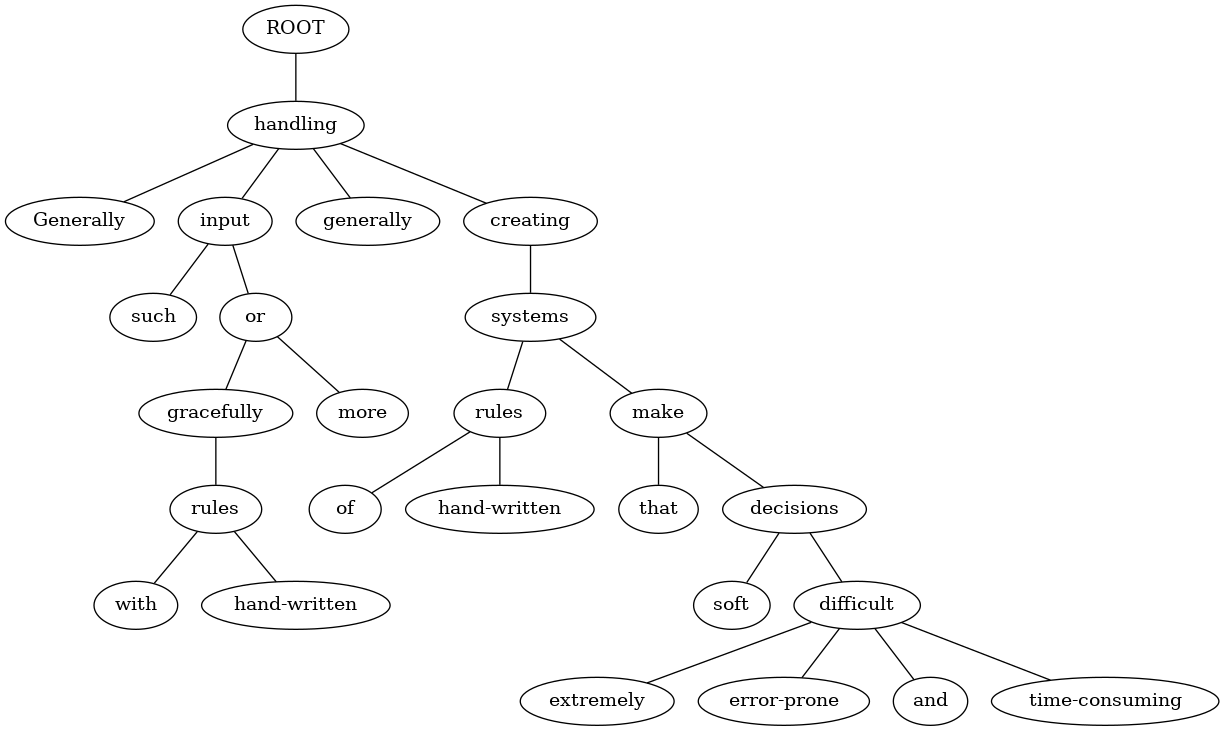 ROOT
handling
Generally input generally creating
such or systems
gracefully more rules make
rules of hand-written that decisions
with hand-written soft difficult
extremely error-prone and time-consuming